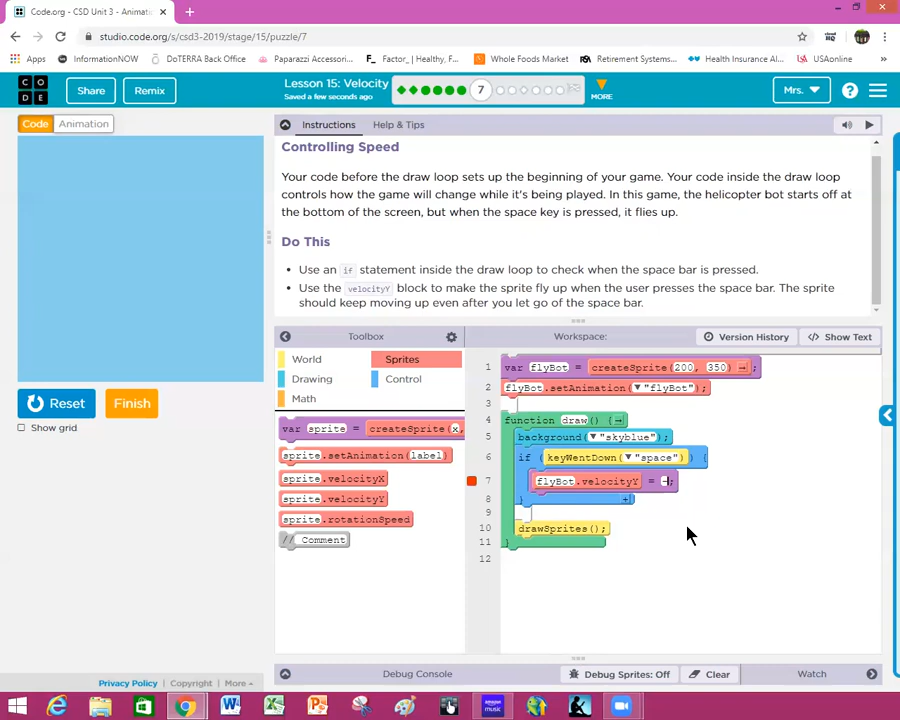 Code.org - CSD Unit 3 - Animati
studio.code.org/s/csd3-2019/stage/15/puzzle/7
Apps
InformationNOW
DoTERRA Back Office
Paparazzi Accessori...
Factor_ | Healthy, F...
Whole Foods Market
Retirement Systems...
Health Insurance Al...
USAonline
C O
D E
Share
Remix
Lesson 15: Velocity
Saved a few seconds ago
7
MORE
Mrs.
Code
Animation
Instructions
Help & Tips
Controlling Speed
Your code before the draw loop sets up the beginning of your game. Your code inside the draw loop
controls how the game will change while it's being played. In this game, the helicopter bot starts off at
the bottom of the screen, but when the space key is pressed, it flies up.
Do This
Use an if statement inside the draw loop to check when the space bar is pressed.
Use the velocityY block to make the sprite fly up when the user presses the space bar. The sprite
should keep moving up even after you let go of the space bar.
Toolbox
Workspace:
Version History
Show Text
World
Sprites
Drawing
Control
Math
var sprite = createSprite(x,
sprite.setAnimation(label)
sprite.velocityX
sprite.velocityY
sprite.rotationSpeed
// Comment
1 var flyBot = createSprite(200, 350);
2 flyBot.setAnimation("flyBot");
3
4 function draw() {
5 background("skyblue");
6 if (keyWentDown("space")) {
7 flyBot.velocityY = -;
8 }
9
10 drawSprites();
11 }
12
Reset
Finish
Show grid
Privacy Policy | Copyright | More
Debug Console
Debug Sprites: Off
Clear
Watch